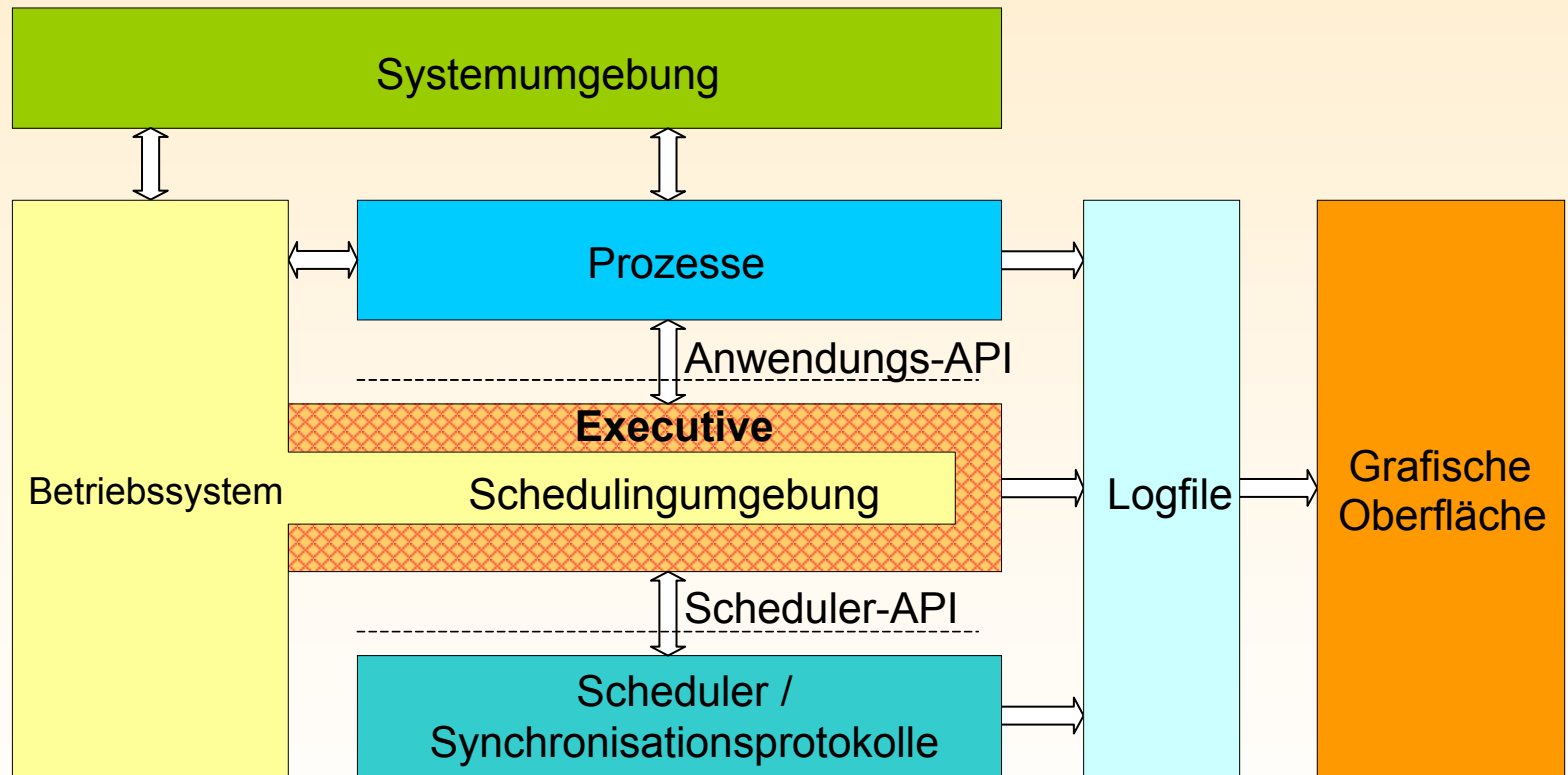 Systemumgebung
Prozesse
Anwendungs-API
Executive
Betriebssystem
Schedulingumgebung
Logfile
Grafische
Oberfläche
Scheduler-API
Scheduler /
Synchronisationsprotokolle